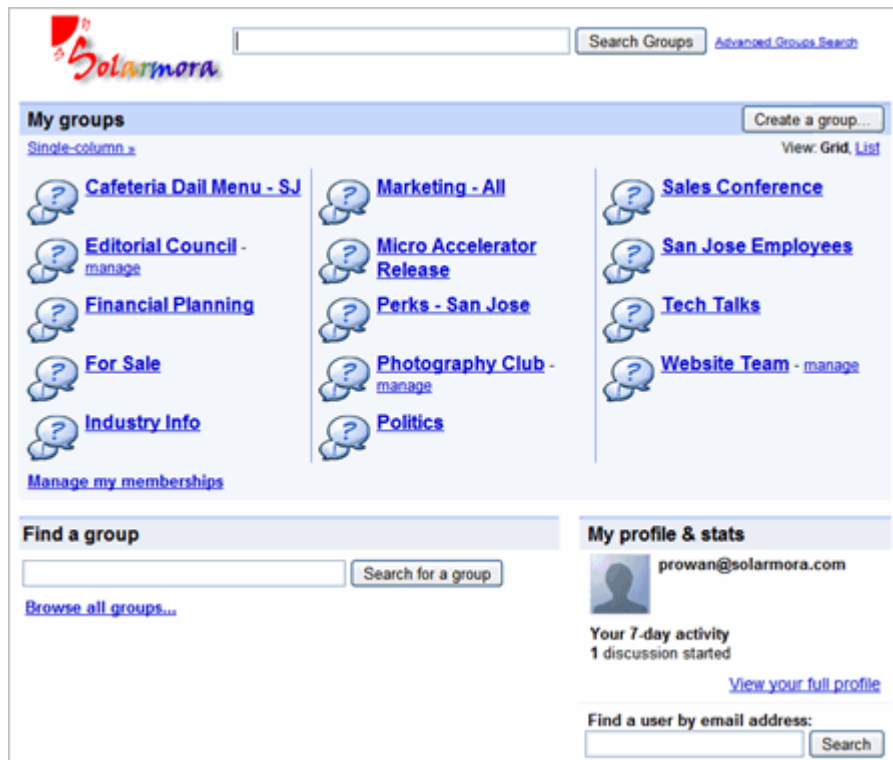 Solarmora
Search Groups
Advanced Groups Search
My groups
Create a group...
Single-column »
View: Grid, List
Cafeteria Dail Menu - SJ
Marketing - All
Sales Conference
Editorial Council -
manage
Micro Accelerator
Release
San Jose Employees
Financial Planning
Perks - San Jose
Tech Talks
For Sale
Photography Club -
manage
Website Team - manage
Industry Info
Politics
Manage my memberships
Find a group
Search for a group
Browse all groups...
My profile & stats
prowan@solarmora.com
Your 7-day activity
1 discussion started
View your full profile
Find a user by email address:
Search